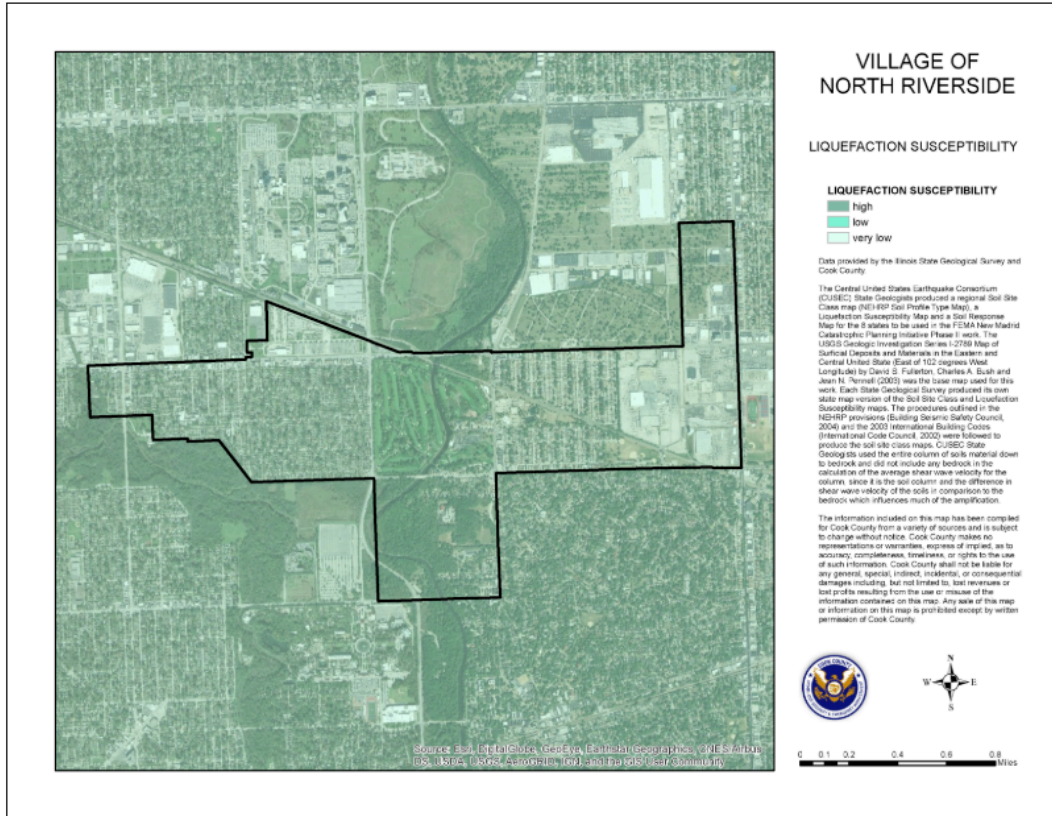 VILLAGE OF
NORTH RIVERSIDE
LIQUEFACTION SUSCEPTIBILITY
LIQUEFACTION SUSCEPTIBILITY
high
low
very low
Data provided by the Illinois State Geological Survey and
Cook County.
The Central United States Earthquake Consortium
(CUSEC) State Geologists produced a regional Soil Site
Class map (NEHRP Soil Profile Type Map), a
Liquefaction Susceptibility Map and a Soil Response
Map for the 8 states to be used in the FEMA New Madrid
Catastrophic Planning Initiative Phase II work. The
USGS Geologic Investigation Series I-2789 Map of
Surficial Deposits and Materials in the Eastern and
Central United State (East of 102 degrees West
Longitude) by David S. Fullerton, Charles A. Bush and
Jean N. Pennell (2003) was the base map used for this
work. Each State Geological Survey produced its own
state map version of the Soil Site Class and Liquefaction
Susceptibility maps. The procedures outlined in the
NEHRP provisions (Building Seismic Safety Council,
2004) and the 2003 International Building Codes
(International Code Council, 2002) were followed to
produce the soil site class maps. CUSEC State
Geologists used the entire column of soils material down
to bedrock and did not include any bedrock in the
calculation of the average shear wave velocity for the
column, since it is the soil column and the difference in
shear wave velocity of the soils in comparison to the
bedrock which influences much of the amplification.
The information included on this map has been compiled
for Cook County from a variety of sources and is subject
to change without notice. Cook County makes no
representations or warranties, express of implied, as to
accuracy, completeness, timeliness, or rights to the use
of such information. Cook County shall not be liable for
any general, special, indirect, incidental, or consequential
damages including, but not limited to, lost revenues or
lost profits resulting from the use or misuse of the
information contained on this map. Any sale of this map
or information on this map is prohibited except by written
permission of Cook County.
COOK COUNTY
N
W E
S
0 0.1 0.2 0.4 0.6 0.8
Miles
Source: Esri, DigitalGlobe, GeoEye, Earthstar Geographics, CNES/Airbus
DS, USDA, USGS, AeroGRID, IGN, and the GIS User Community